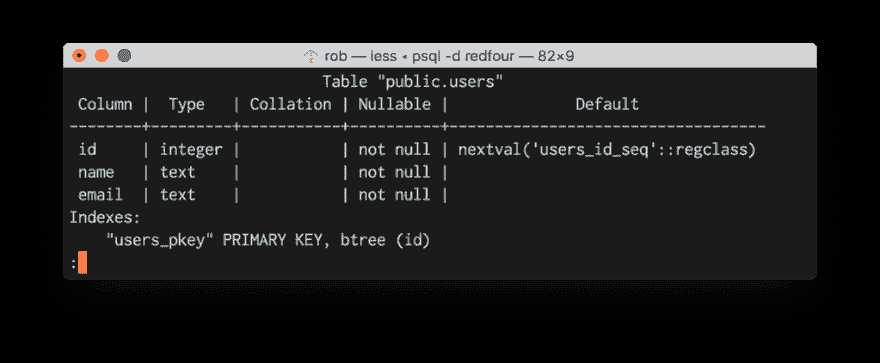 rob — less ◂ psql -d redfour — 82×9
Table "public.users"
Column | Type | Collation | Nullable | Default
--------+---------+-----------+----------+---------------------------------
id | integer | | not null | nextval('users_id_seq'::regclass)
name | text | | not null |
email | text | | not null |
Indexes:
"users_pkey" PRIMARY KEY, btree (id)
: